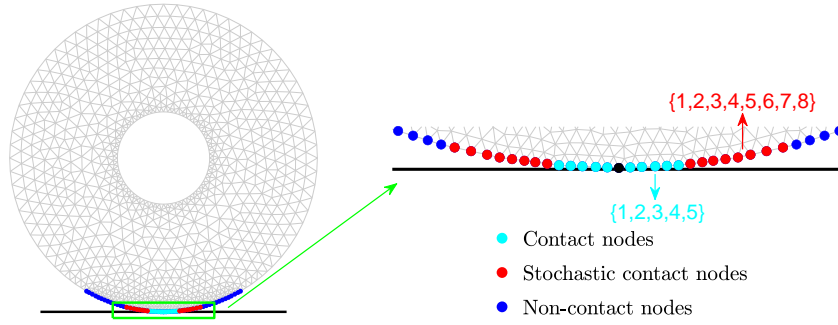 {1,2,3,4,5,6,7,8}
{1,2,3,4,5}
Contact nodes
Stochastic contact nodes
Non-contact nodes